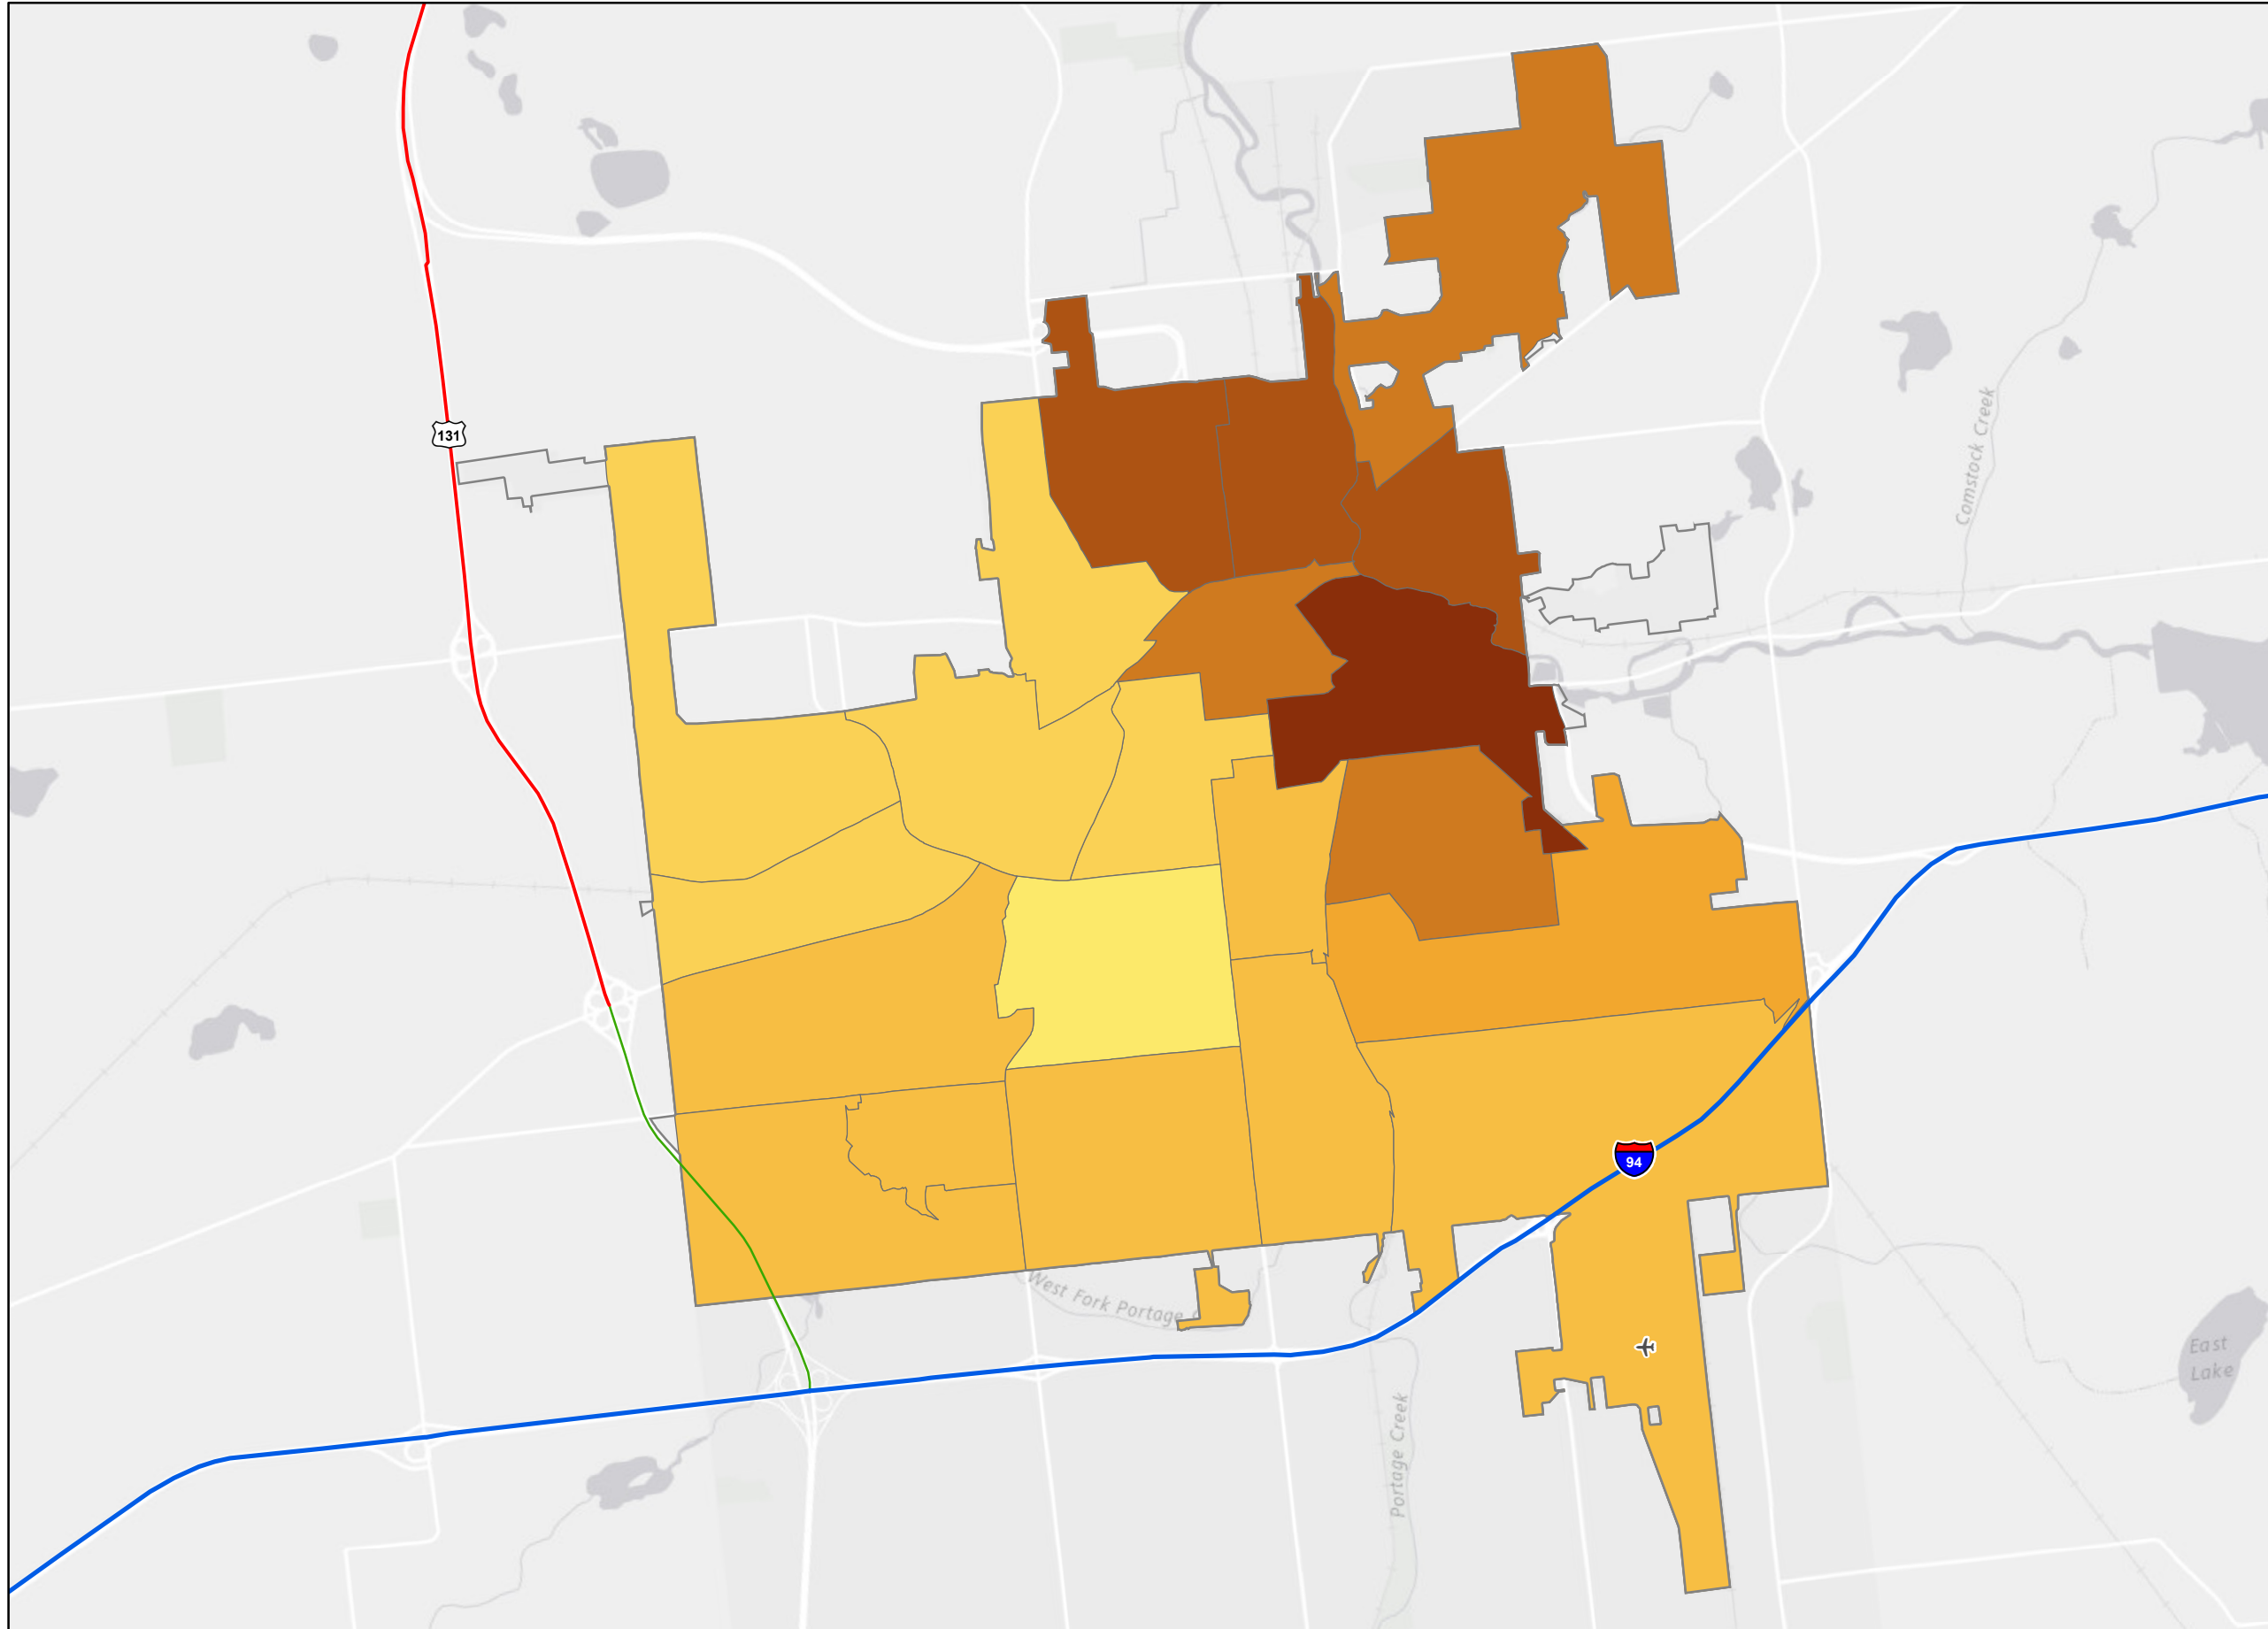 131
Comstock Creek
94
West Fork Portage
East
Lake
Portage Creek